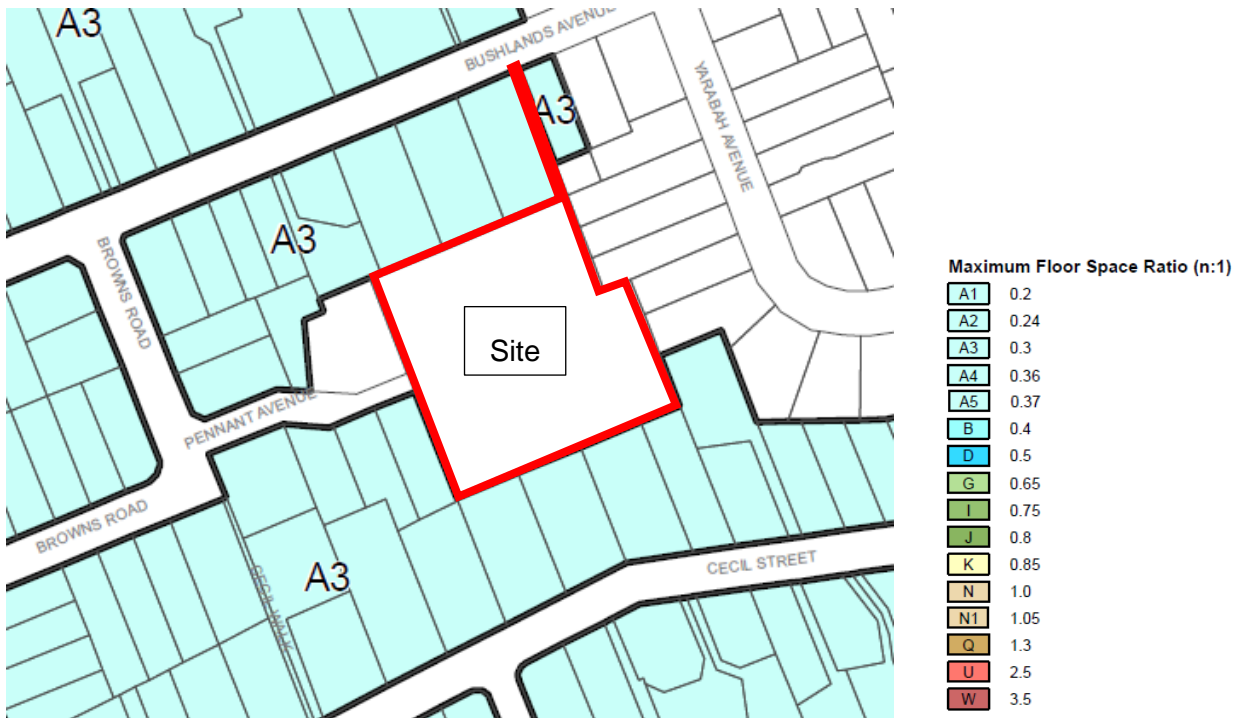 A3
BUSHLANDS AVENUE
A3
YARABAH AVENUE
A3
BROWNS ROAD
Site
PENNANT AVENUE
BROWNS ROAD
A3
CECIL WALK
CECIL STREET
Maximum Floor Space Ratio (n:1)
A1 0.2
A2 0.24
A3 0.3
A4 0.36
A5 0.37
B 0.4
D 0.5
G 0.65
I 0.75
J 0.8
K 0.85
N 1.0
N1 1.05
Q 1.3
U 2.5
W 3.5